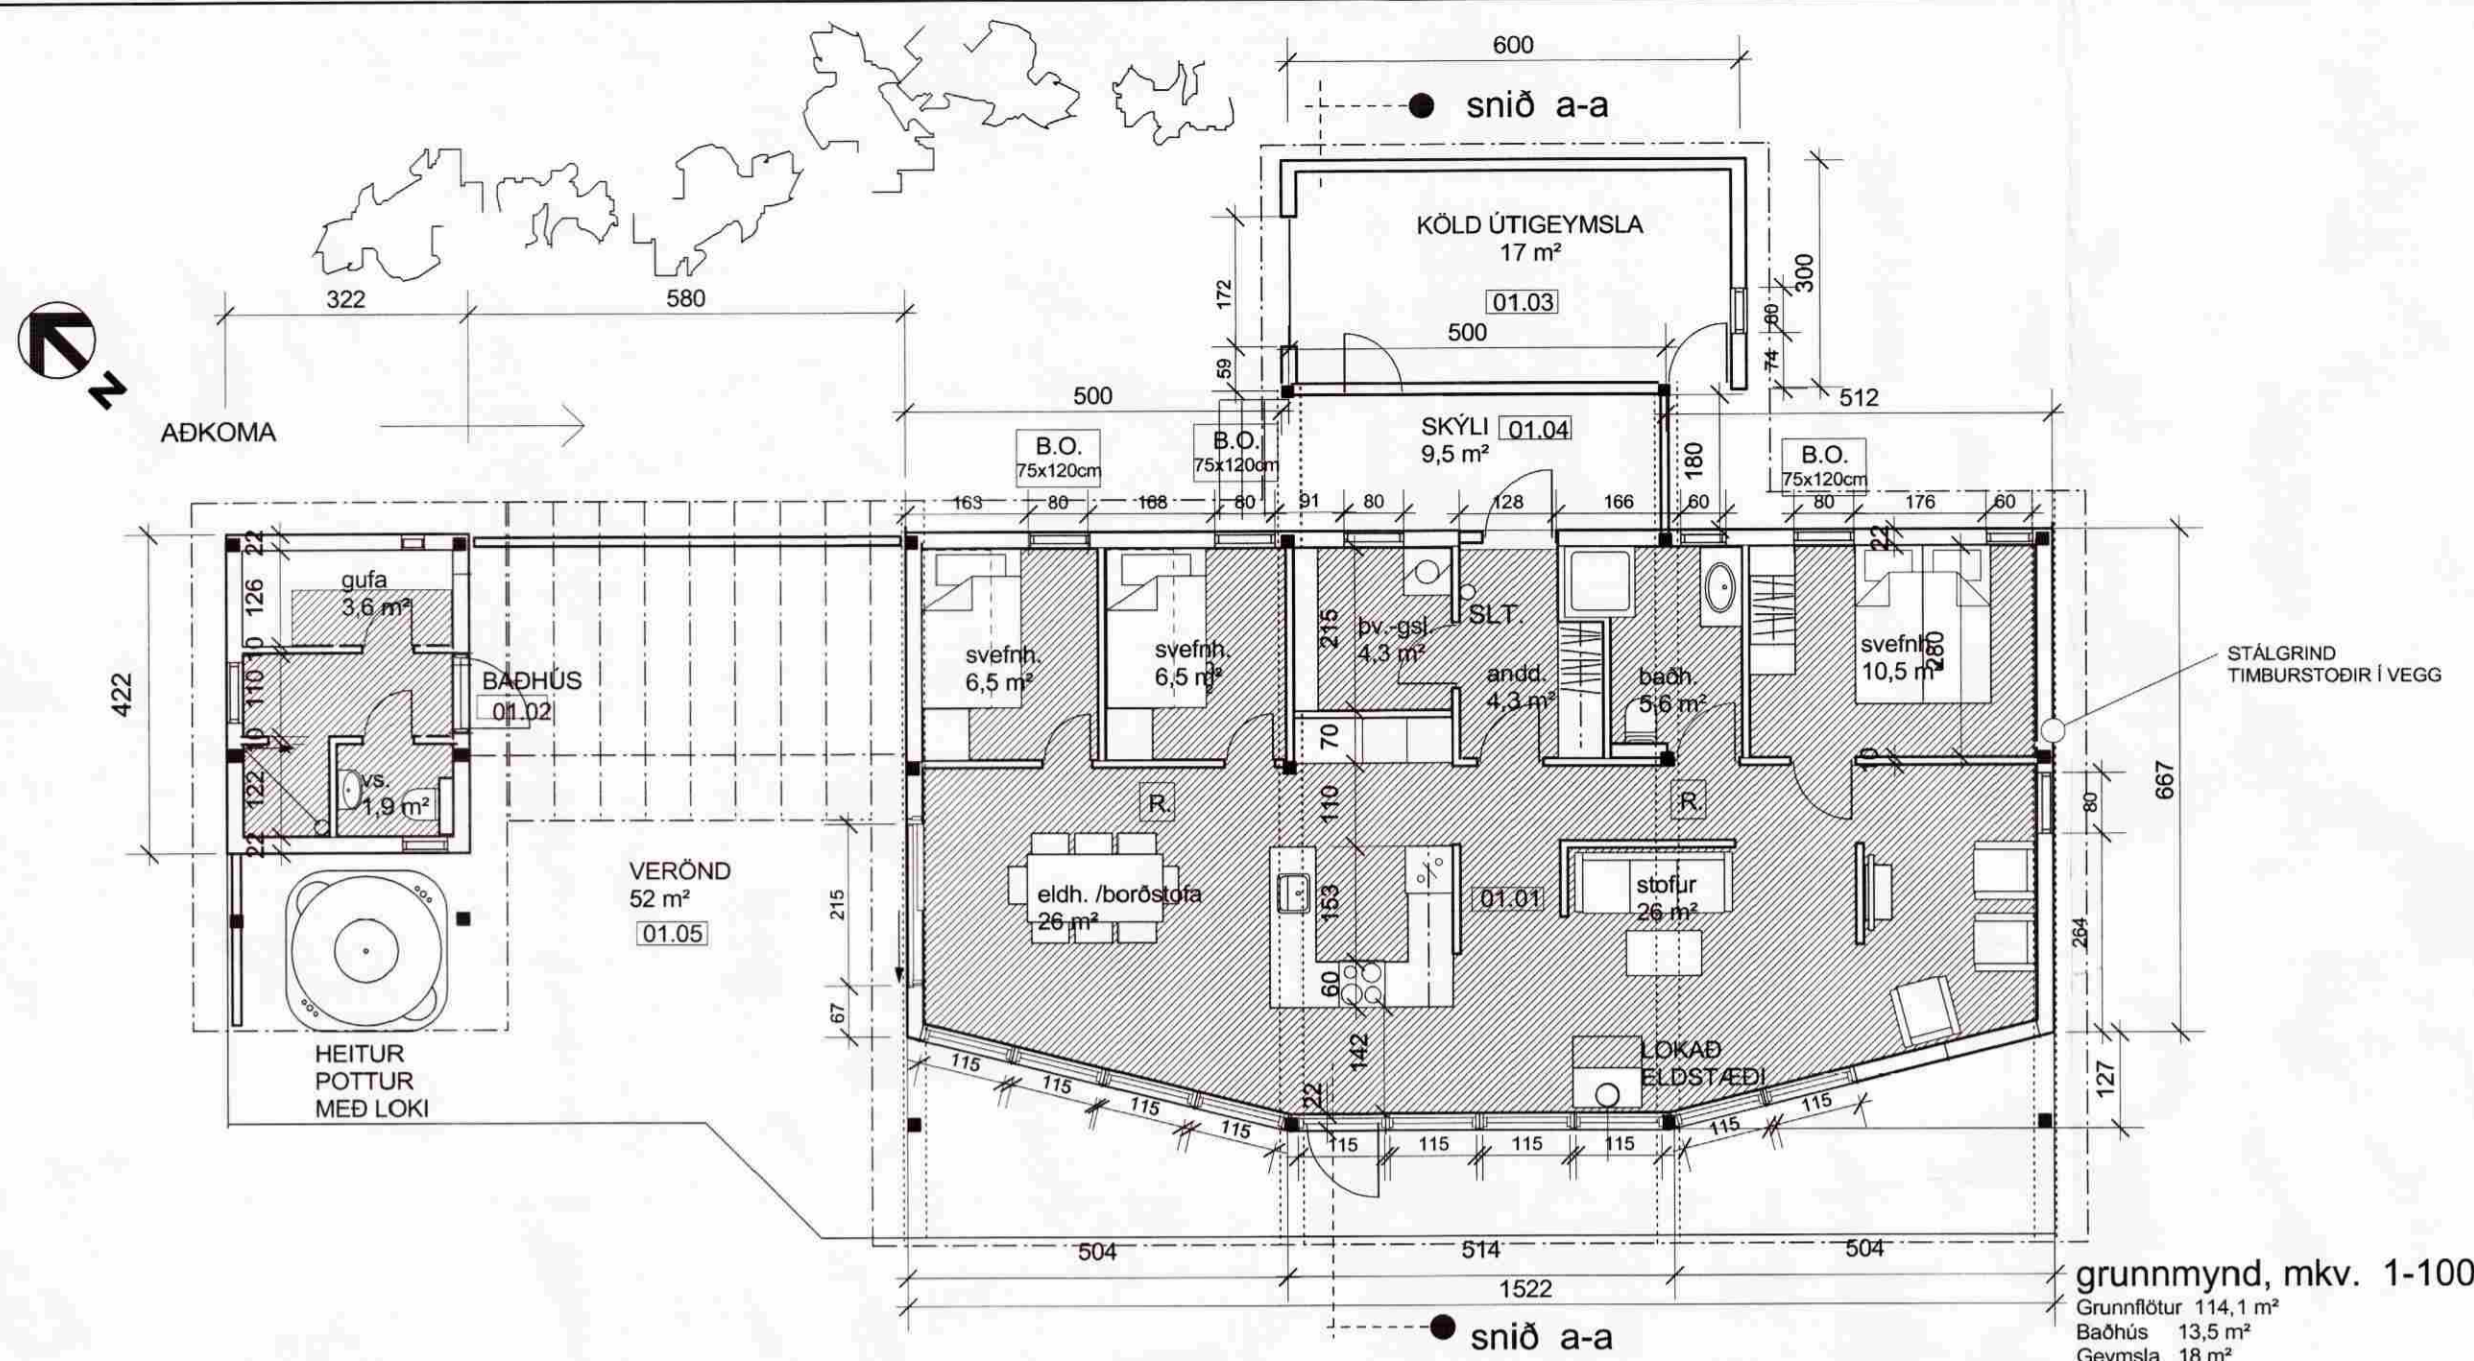 600
snið a-a
KÖLD ÚTIGEYMSLA
17 m²
01.03
172
59
300
60
74
500
322
580
N
AÐKOMA
500
512
SKÝLI 01.04
9,5 m²
180
B.O.
75x120cm
B.O.
75x120cm
B.O.
75x120cm
163
80
168
80
91
80
128
166
60
80
176
60
422
22
126
10
110
10
122
22
gufa
3,6 m²
BAÐHÚS
01.02
vs.
1,9 m²
svefnh.
6,5 m²
svefnh.
6,5 m²
215
þv.-gsl.
4,3 m²
SLT.
andd.
4,3 m²
baðh.
5,6 m²
22
svefnh.
10,5 m²
280
10
STÁLGRIND
TIMBURSTOÐIR Í VEGG
667
80
264
127
70
110
153
60
142
22
R.
R.
VERÖND
52 m²
01.05
215
67
eldh. /borðstofa
26 m²
01.01
stofur
26 m²
LOKAÐ
ELDSTÆÐI
HEITUR
POTTUR
MEÐ LOKI
115
115
115
115
115
115
115
115
115
115
504
514
504
1522
snið a-a
grunnmynd, mkv. 1-100
Grunnflötur 114,1 m²
Baðhús 13,5 m²
Geymsla 18 m²